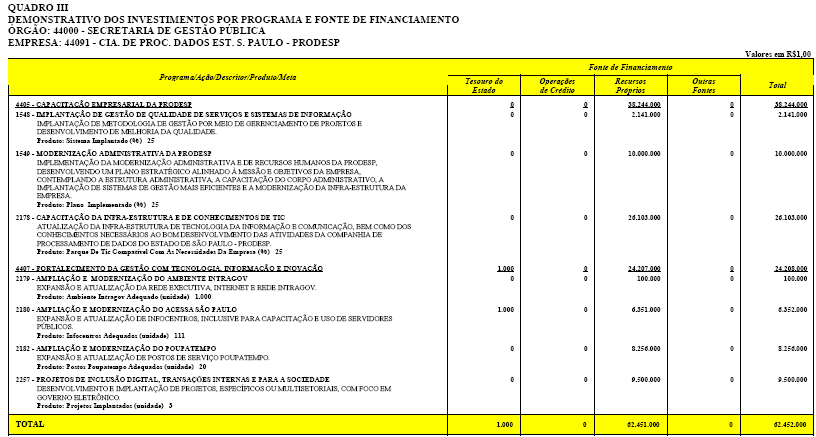 QUADRO III
DEMONSTRATIVO DOS INVESTIMENTOS POR PROGRAMA E FONTE DE FINANCIAMENTO
ÓRGÃO: 44000 - SECRETARIA DE GESTÃO PÚBLICA
EMPRESA: 44091 - CIA. DE PROC. DADOS EST. S. PAULO - PRODESP
Valores em R$1,00
Programa/Ação/Descritor/Produto/Meta
Fonte de Financiamento
Tesouro do Estado Operações de Crédito Recursos Próprios Outras Fontes Total
4405 - CAPACITAÇÃO EMPRESARIAL DA PRODESP 0 0 38.244.000 0 38.244.000
1548 - IMPLANTAÇÃO DE GESTÃO DE QUALIDADE DE SERVIÇOS E SISTEMAS DE INFORMAÇÃO 0 0 2.141.000 0 2.141.000
IMPLANTAÇÃO DE METODOLOGIA DE GESTÃO POR MEIO DE GERENCIAMENTO DE PROJETOS E
DESENVOLVIMENTO DE MELHORIA DA QUALIDADE.
Produto: Sistema Implantado (%) 25
1549 - MODERNIZAÇÃO ADMINISTRATIVA DA PRODESP 0 0 10.000.000 0 10.000.000
IMPLEMENTAÇÃO DA MODERNIZAÇÃO ADMINISTRATIVA E DE RECURSOS HUMANOS DA PRODESP,
DESENVOLVENDO UM PLANO ESTRATÉGICO ALINHADO Á MISSÃO E OBJETIVOS DA EMPRESA,
CONTEMPLANDO A ESTRUTURA ADMINISTRATIVA, A CAPACITAÇÃO DO CORPO ADMINISTRATIVO, A
IMPLANTAÇÃO DE SISTEMAS DE GESTÃO MAIS EFICIENTES E A MODERNIZAÇÃO DA INFRA-ESTRUTURA DA
EMPRESA.
Produto: Plano Implementado (%) 25
2178 - CAPACITAÇÃO DA INFRA-ESTRUTURA E DE CONHECIMENTOS DE TIC 0 0 26.103.000 0 26.103.000
ATUALIZAÇÃO DA INFRA-ESTRUTURA DE TECNOLOGIA DA INFORMAÇÃO E COMUNICAÇÃO, BEM COMO DOS
CONHECIMENTOS NECESSÁRIOS AO BOM DESENVOLVIMENTO DAS ATIVIDADES DA COMPANHIA DE
PROCESSAMENTO DE DADOS DO ESTADO DE SÃO PAULO - PRODESP.
Produto: Parque De Tic Compatível Com As Necessidades Da Empresa (%) 25
4407 - FORTALECIMENTO DA GESTÃO COM TECNOLOGIA, INFORMAÇÃO E INOVAÇÃO 1.000 0 24.207.000 0 24.208.000
2179 - AMPLIAÇÃO E MODERNIZAÇÃO DO AMBIENTE INTRAGOV 0 0 100.000 0 100.000
EXPANSÃO E ATUALIZAÇÃO DA REDE EXECUTIVA, INTERNET E REDE INTRAGOV.
Produto: Ambiente Intragov Adequado (unidade) 1.000
2180 - AMPLIAÇÃO E MODERNIZAÇÃO DO ACESSA SÃO PAULO 1.000 0 6.351.000 0 6.352.000
EXPANSÃO E ATUALIZAÇÃO DE INFOCENTROS, INCLUSIVE PARA CAPACITAÇÃO E USO DE SERVIDORES
PÚBLICOS.
Produto: Infocentros Adequados (unidade) 111
2182 - AMPLIAÇÃO E MODERNIZAÇÃO DO POUPATEMPO 0 0 8.256.000 0 8.256.000
EXPANSÃO E ATUALIZAÇÃO DE POSTOS DE SERVIÇO POUPATEMPO.
Produto: Postos Poupatempo Adequados (unidade) 20
2257 - PROJETOS DE INCLUSÃO DIGITAL, TRANSAÇÕES INTERNAS E PARA A SOCIEDADE 0 0 9.500.000 0 9.500.000
DESENVOLVIMENTO E IMPLANTAÇÃO DE PROJETOS, ESPECÍFICOS OU MULTISETORIAIS, COM FOCO EM
GOVERNO ELETRÔNICO.
Produto: Projetos Implantados (unidade) 3
TOTAL 1.000 0 62.451.000 0 62.452.000